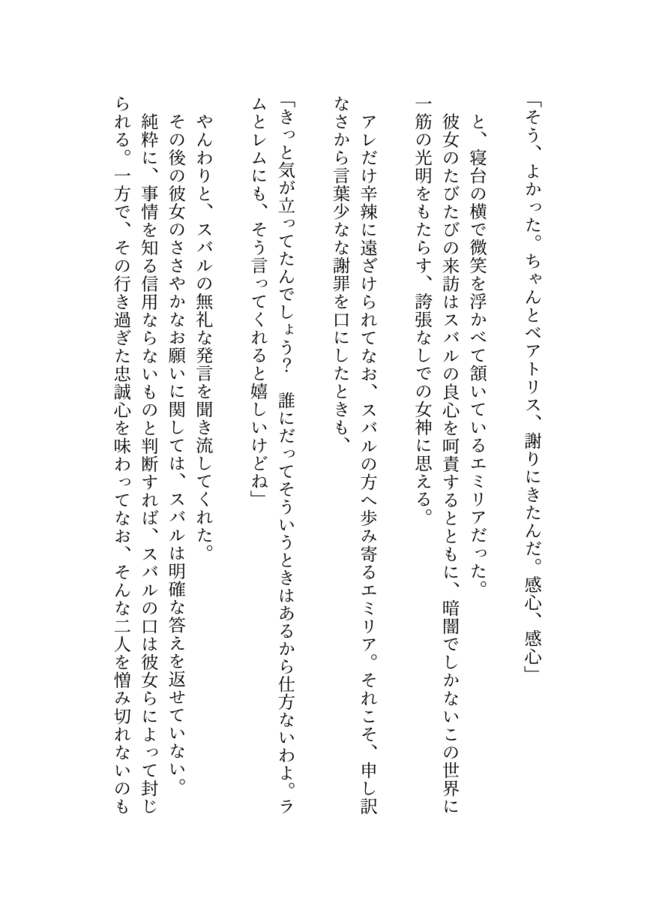 「そう、よかった。ちゃんとベアトリス、謝りにきたんだ。感心、感心」
と、寝台の横で微笑を浮かべて頷いているエミリアだった。
彼女のたびたびの来訪はスバルの良心を呵責するとともに、暗闇でしかないこの世界に
一筋の光明をもたらす、誇張なしでの女神に思える。
アレだけ辛辣に遠ざけられてなお、スバルの方へ歩み寄るエミリア。それこそ、申し訳
なさから言葉少なな謝罪を口にしたときも、
「きっと気が立ってたんでしょう？　誰にだってそういうときはあるから仕方ないわよ。ラ
ムとレムにも、そう言ってくれると嬉しいけどね」
やんわりと、スバルの無礼な発言を聞き流してくれた。
その後の彼女のささやかなお願いに関しては、スバルは明確な答えを返せていない。
純粋に、事情を知る信用ならないものと判断すれば、スバルの口は彼女らによって封じ
られる。一方で、その行き過ぎた忠誠心を味わってなお、そんな二人を憎み切れないのも